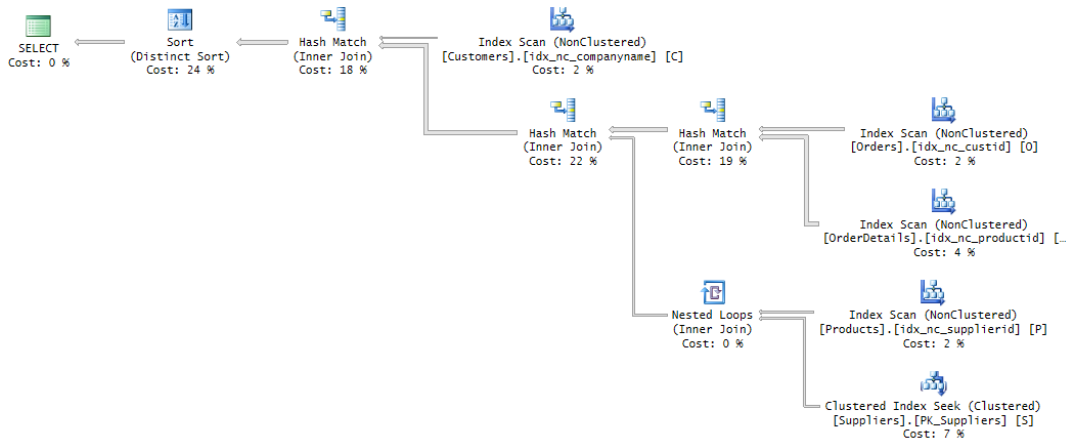 SELECT
Cost: 0 %
Sort
(Distinct Sort)
Cost: 24 %
Hash Match
(Inner Join)
Cost: 18 %
Index Scan (NonClustered)
[Customers].[idx_nc_companyname] [C]
Cost: 2 %
Hash Match
(Inner Join)
Cost: 22 %
Hash Match
(Inner Join)
Cost: 19 %
Index Scan (NonClustered)
[Orders].[idx_nc_custid] [O]
Cost: 2 %
Index Scan (NonClustered)
[OrderDetails].[idx_nc_productid] […
Cost: 4 %
Nested Loops
(Inner Join)
Cost: 0 %
Index Scan (NonClustered)
[Products].[idx_nc_supplierid] [P]
Cost: 2 %
Clustered Index Seek (Clustered)
[Suppliers].[PK_Suppliers] [S]
Cost: 7 %